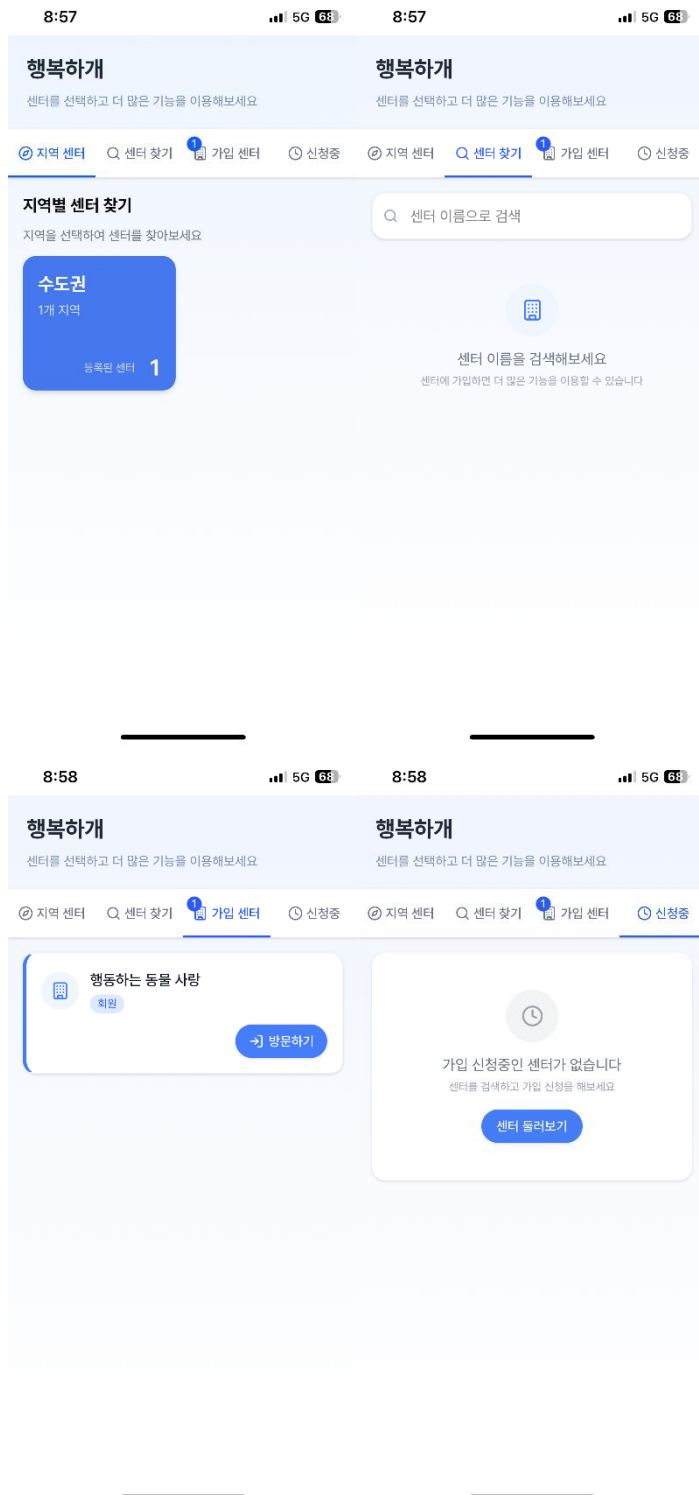 8:57
5G 68
행복하개
센터를 선택하고 더 많은 기능을 이용해보세요
지역 센터 센터 찾기 1 가입 센터 신청중
지역별 센터 찾기
지역을 선택하여 센터를 찾아보세요
수도권
1개 지역
등록된 센터 1
8:57
5G 68
행복하개
센터를 선택하고 더 많은 기능을 이용해보세요
지역 센터 센터 찾기 1 가입 센터 신청중
센터 이름으로 검색
센터 이름을 검색해보세요
센터에 가입하면 더 많은 기능을 이용할 수 있습니다
8:58
5G 68
행복하개
센터를 선택하고 더 많은 기능을 이용해보세요
지역 센터 센터 찾기 1 가입 센터 신청중
행동하는 동물 사랑
회원
방문하기
8:58
5G 68
행복하개
센터를 선택하고 더 많은 기능을 이용해보세요
지역 센터 센터 찾기 1 가입 센터 신청중
가입 신청중인 센터가 없습니다
센터를 검색하고 가입 신청을 해보세요
센터 둘러보기